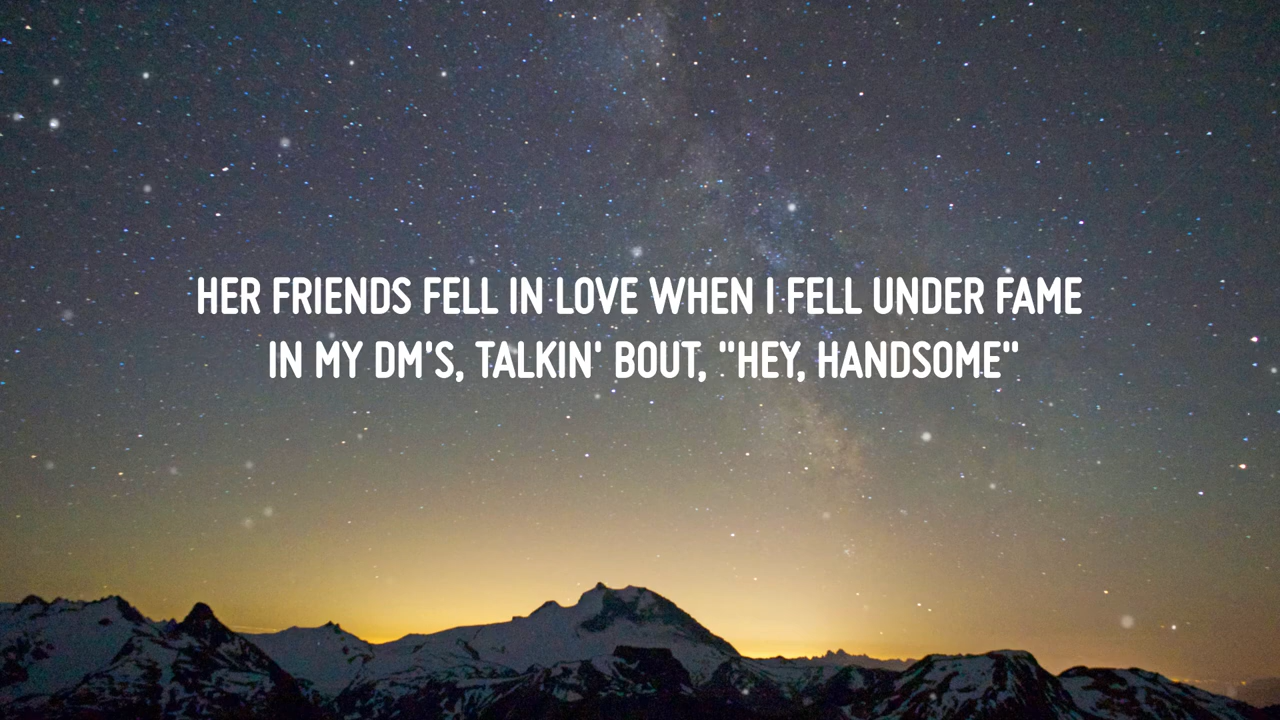 HER FRIENDS FELL IN LOVE WHEN I FELL UNDER FAME
IN MY DM'S, TALKIN' BOUT, "HEY, HANDSOME"